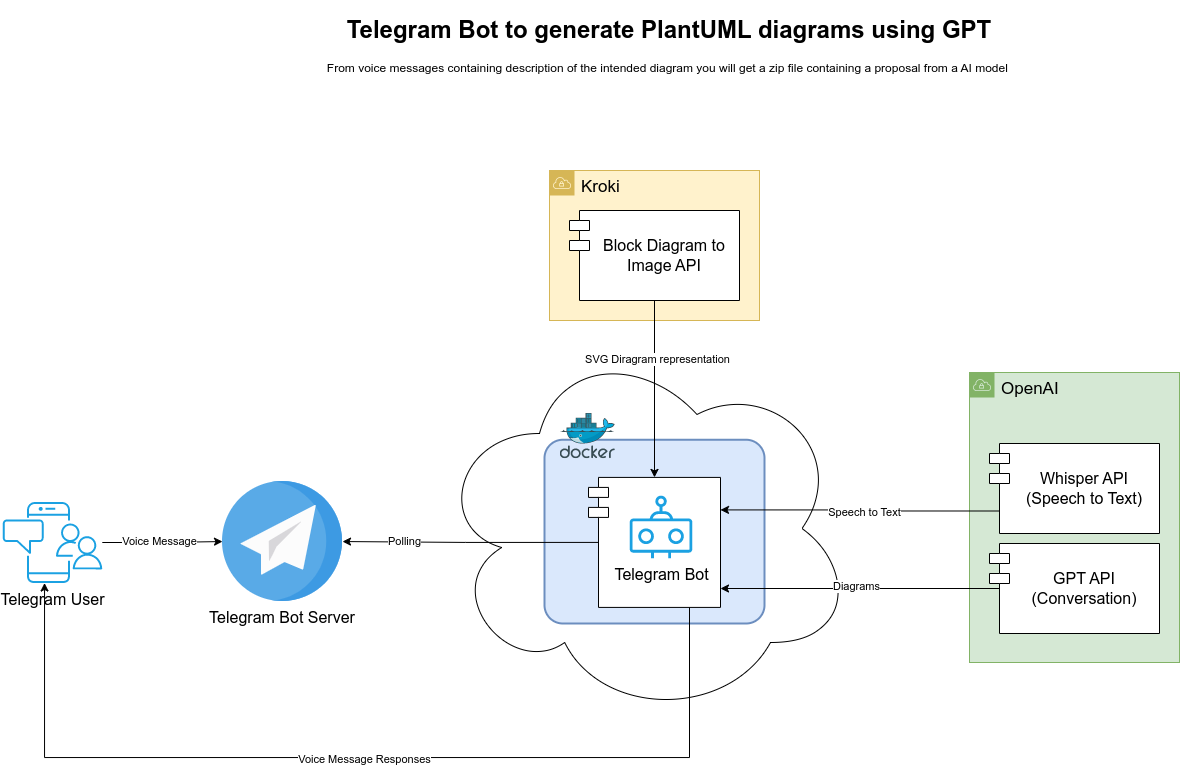 Telegram Bot to generate PlantUML diagrams using GPT
From voice messages containing description of the intended diagram you will get a zip file containing a proposal from a AI model
Kroki
Block Diagram to
Image API
SVG Diragram representation
OpenAI
docker
Whisper API
(Speech to Text)
Speech to Text
Voice Message
Polling
Telegram Bot
GPT API
(Conversation)
Diagrams
Telegram User
Telegram Bot Server
Voice Message Responses